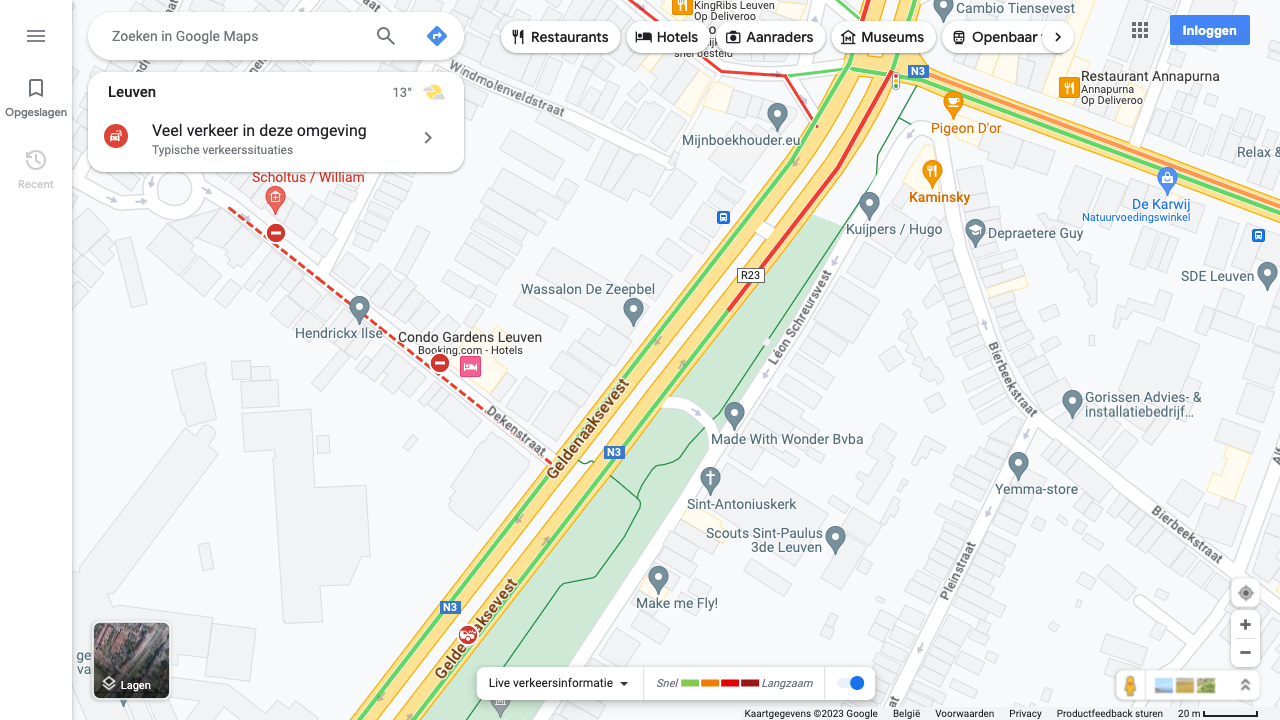 Zoeken in Google Maps
Opgeslagen
Recent
Leuven
13°
Veel verkeer in deze omgeving
Typische verkeerssituaties
Restaurants
Hotels
Aanraders
Museums
Openbaar
Inloggen
KingRibs Leuven
Op Deliveroo
snel besteld
Cambio Tiensevest
N3
Restaurant Annapurna
Annapurna
Op Deliveroo
Windmolenveldstraat
Mijnboekhouder.eu
Pigeon D'or
Relax &
Scholtus / William
Kaminsky
De Karwij
Natuurvoedingswinkel
Kuijpers / Hugo
Depraetere Guy
R23
SDE Leuven
Wassalon De Zeepbel
Léon Schreursvest
Hendrickx Ilse
Condo Gardens Leuven
Booking.com - Hotels
Bierbeekstraat
Gorissen Advies- &
installatiebedrijf...
Dekenstraat
Geldenaaksevest
N3
Made With Wonder Bvba
Yemma-store
Sint-Antoniuskerk
Bierbeekstraat
Scouts Sint-Paulus
3de Leuven
Pleinstraat
Make me Fly!
N3
Geldenaaksevest
Lagen
Live verkeersinformatie
Snel
Langzaam
Kaartgegevens ©2023 Google
België
Voorwaarden
Privacy
Productfeedback sturen
20 m